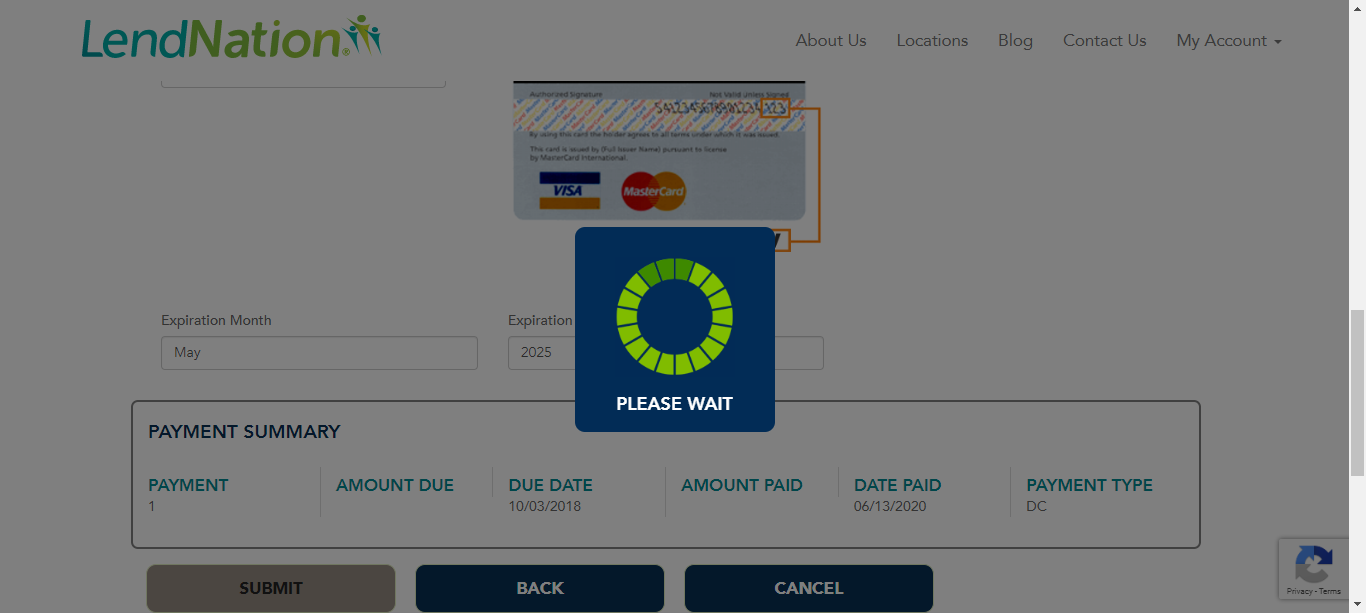 LendNation
About Us Locations Blog Contact Us My Account
Authorized Signature Not Valid Unless Signed
5412345678901234 123
By using this card the holder agrees to all terms under which it was issued.
This card is issued by (Full Issuer Name) pursuant to license
by MasterCard International.
VISA MasterCard
Expiration Month Expiration
May 2025
PLEASE WAIT
PAYMENT SUMMARY
PAYMENT AMOUNT DUE DUE DATE AMOUNT PAID DATE PAID PAYMENT TYPE
1 10/03/2018 06/13/2020 DC
SUBMIT BACK CANCEL
Privacy - Terms